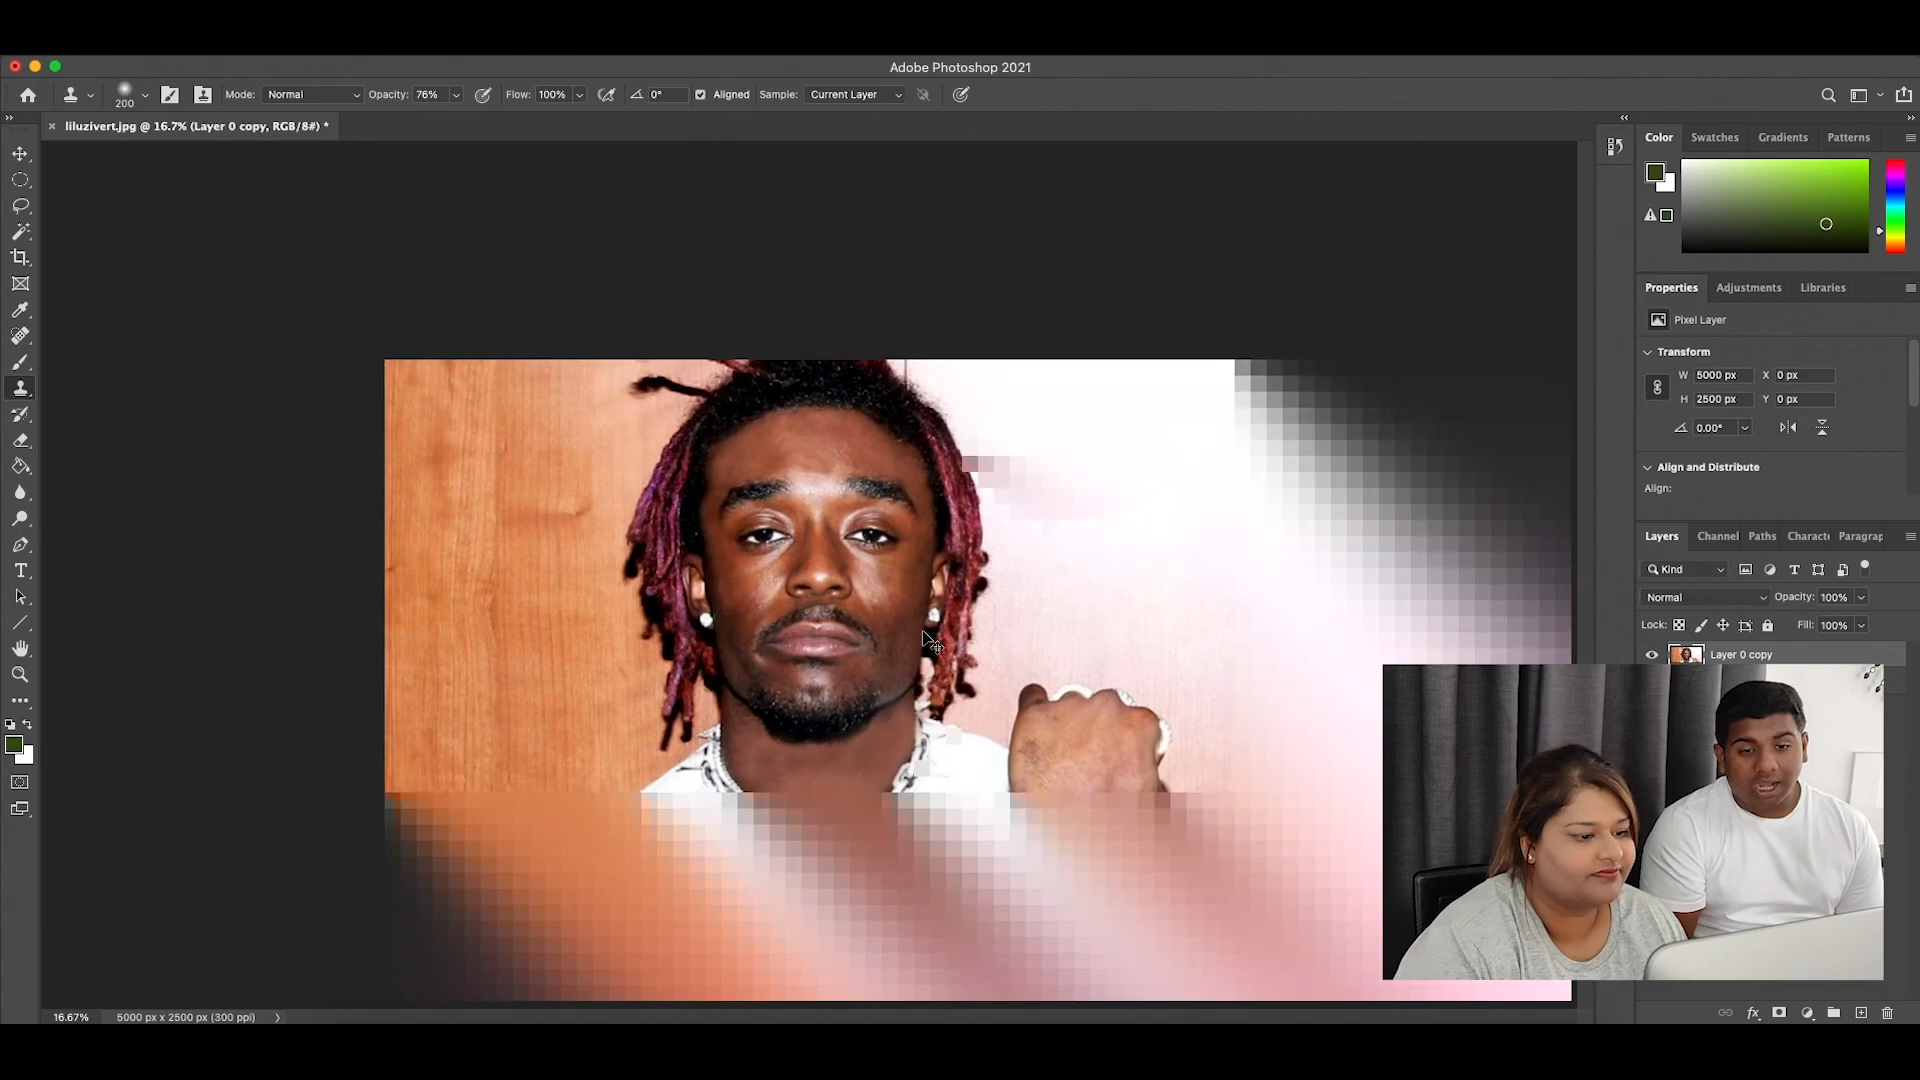 Adobe Photoshop 2021
200
Mode: Normal
Opacity: 76%
Flow: 100%
0°
Aligned
Sample: Current Layer
liluzivert.jpg @ 16.7% (Layer 0 copy, RGB/8#) *
Color Swatches Gradients Patterns
Properties Adjustments Libraries
Pixel Layer
Transform
W 5000 px X 0 px
H 2500 px Y 0 px
0.00°
Align and Distribute
Align:
Layers Channel Paths Characte Paragrap
Kind
Normal Opacity: 100%
Lock: Fill: 100%
Layer 0 copy
16.67% 5000 px x 2500 px (300 ppi)